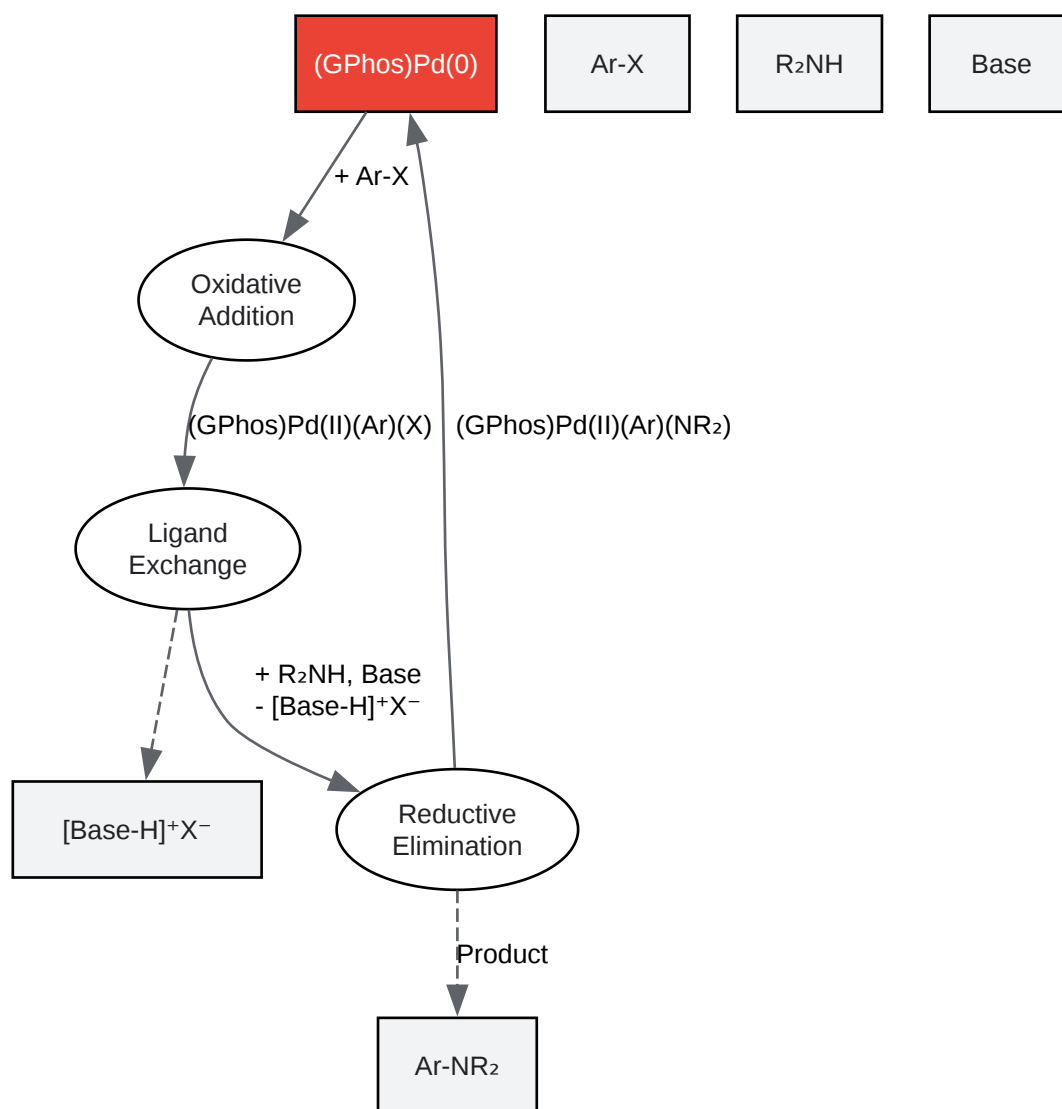 (GPhos)Pd(0)
Ar-X
R₂NH
Base
+ Ar-X
Oxidative
Addition
(GPhos)Pd(II)(Ar)(X)
(GPhos)Pd(II)(Ar)(NR₂)
Ligand
Exchange
+ R₂NH, Base
- [Base-H]⁺X⁻
[Base-H]⁺X⁻
Reductive
Elimination
Product
Ar-NR₂